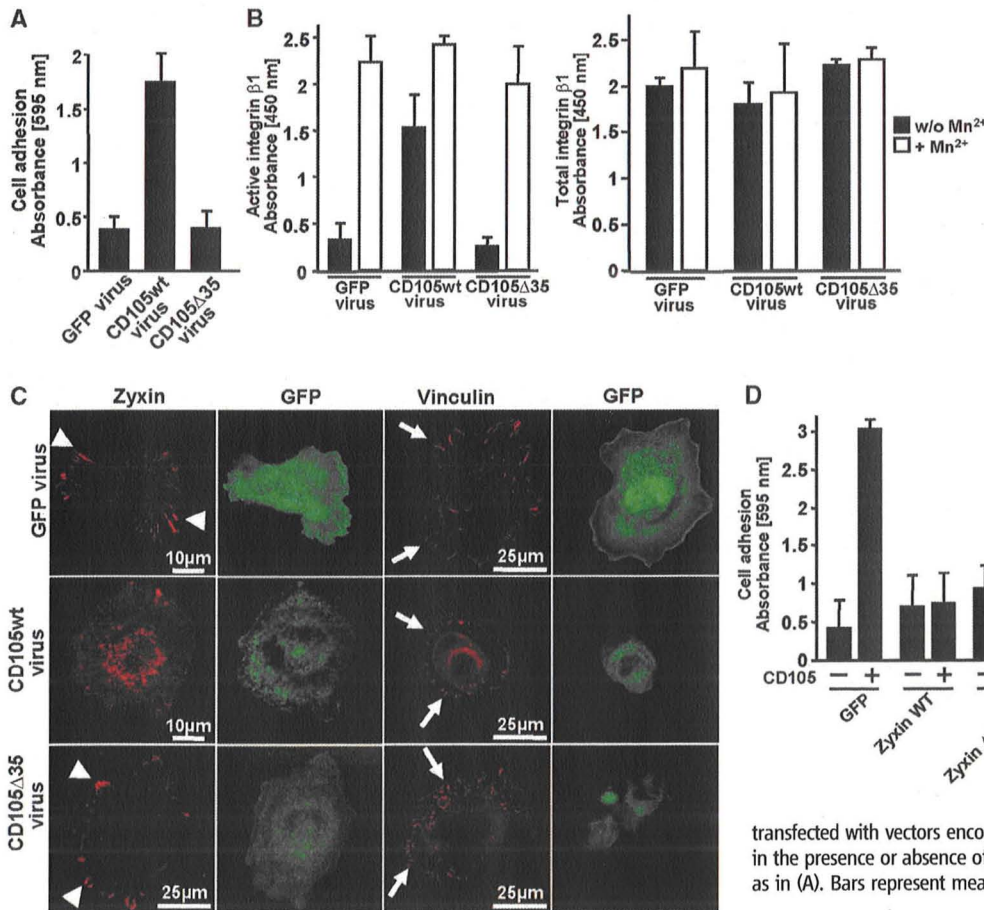 A
Cell adhesion
Absorbance [595 nm]
2
1.5
1
0.5
0
GFP virus
CD105wt
virus
CD105Δ35
virus
B
Active integrin β1
Absorbance [450 nm]
2.5
2
1.5
1
0.5
0
GFP
virus
CD105wt
virus
CD105Δ35
virus
Total integrin β1
Absorbance [450 nm]
2.5
2
1.5
1
0.5
0
GFP
virus
CD105wt
virus
CD105Δ35
virus
w/o Mn2+
+ Mn2+
C
Zyxin
GFP
Vinculin
GFP
GFP virus
10µm
25µm
CD105wt
virus
10µm
25µm
CD105Δ35
virus
25µm
25µm
D
Cell adhesion
Absorbance [595 nm]
3
2.5
2
1.5
1
0.5
0
CD105
− + − + −
GFP
Zyxin WT
Zyxin
transfected with vectors enco
in the presence or absence of
as in (A). Bars represent mea